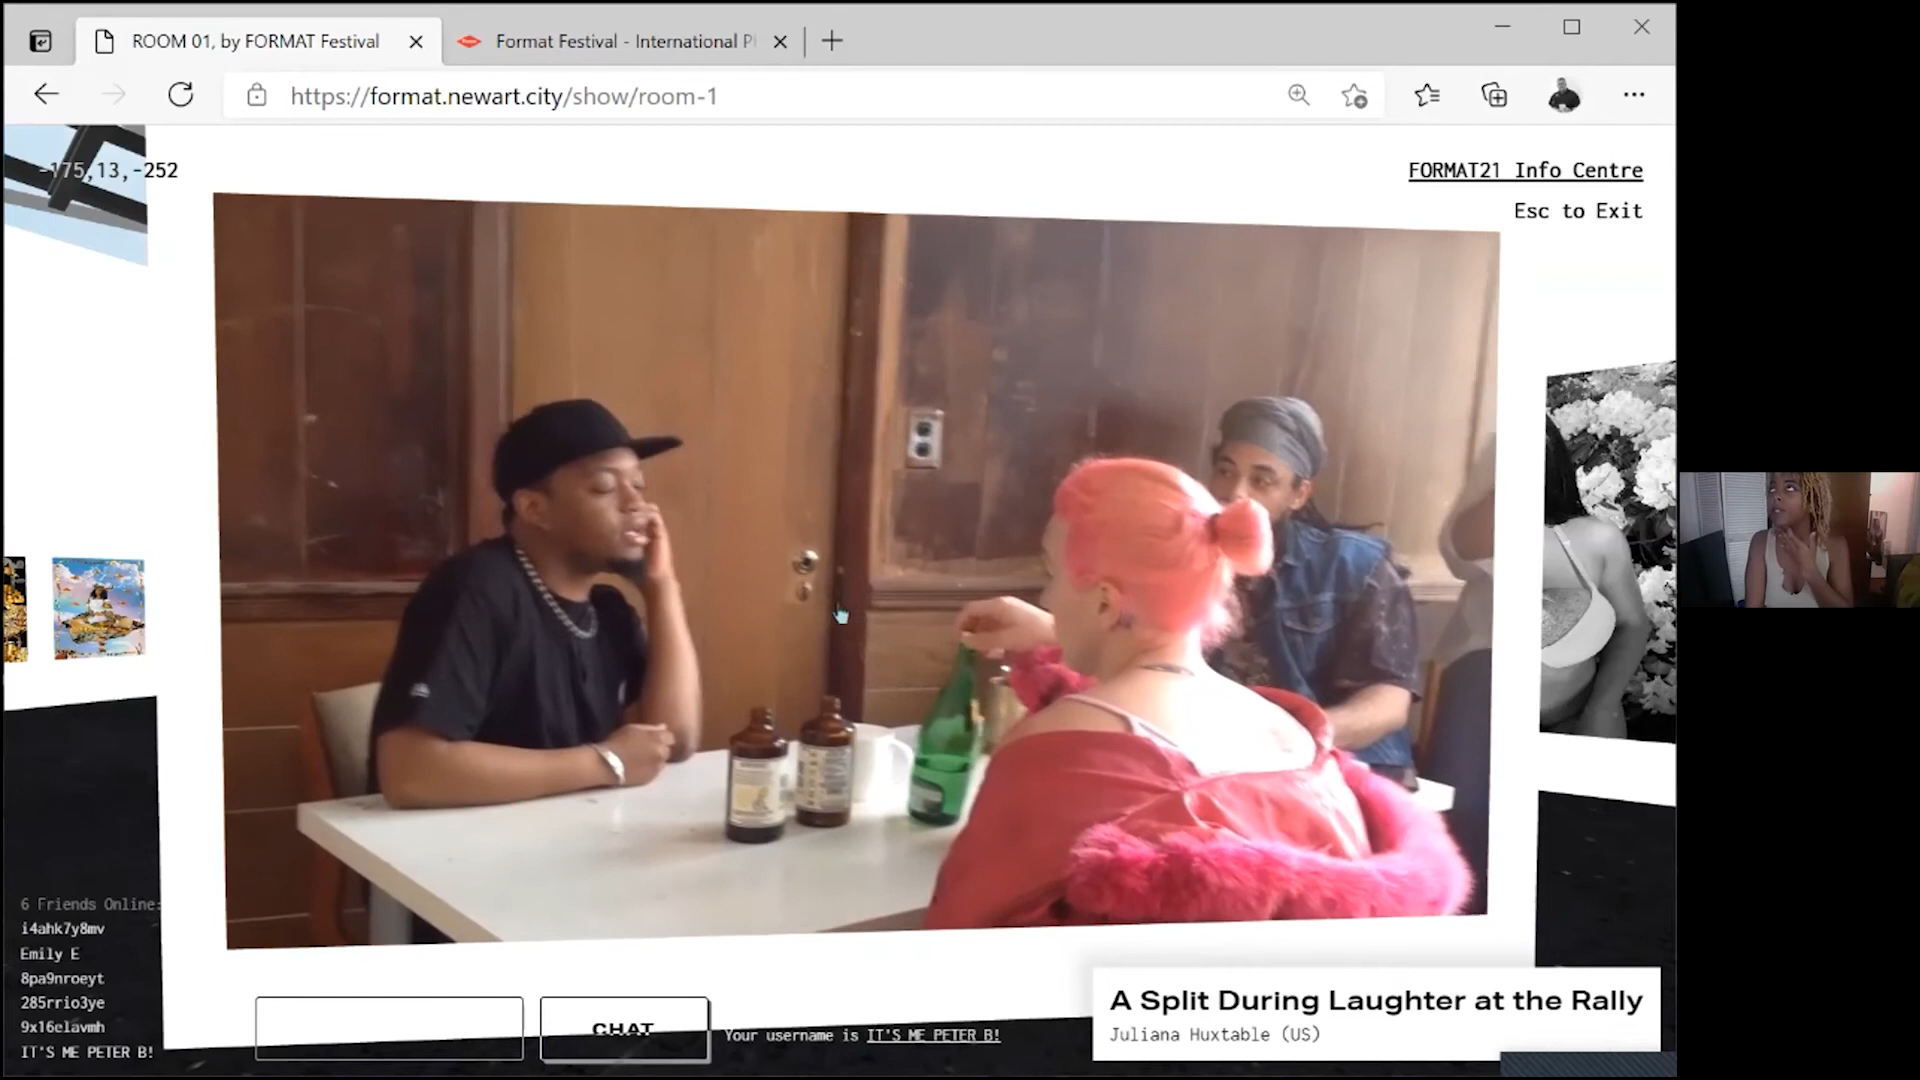 ROOM 01, by FORMAT Festival
Format Festival - International P
https://format.newart.city/show/room-1
-175,13,-252
FORMAT21 Info Centre
Esc to Exit
6 Friends Online:
i4ahk7y8mv
Emily E
8pa9nroeyt
285rrio3ye
9x16elavmh
IT'S ME PETER B!
CHAT
Your username is IT'S ME PETER B!
A Split During Laughter at the Rally
Juliana Huxtable (US)